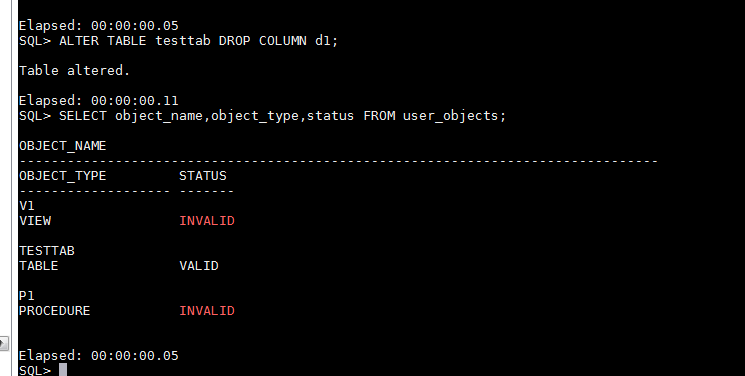 Elapsed: 00:00:00.05
SQL> ALTER TABLE testtab DROP COLUMN d1;
Table altered.
Elapsed: 00:00:00.11
SQL> SELECT object_name,object_type,status FROM user_objects;
OBJECT_NAME
--------------------------------------------------------------------------------
OBJECT_TYPE         STATUS
------------------- -------
V1
VIEW                INVALID
TESTTAB
TABLE               VALID
P1
PROCEDURE           INVALID
Elapsed: 00:00:00.05
SQL>